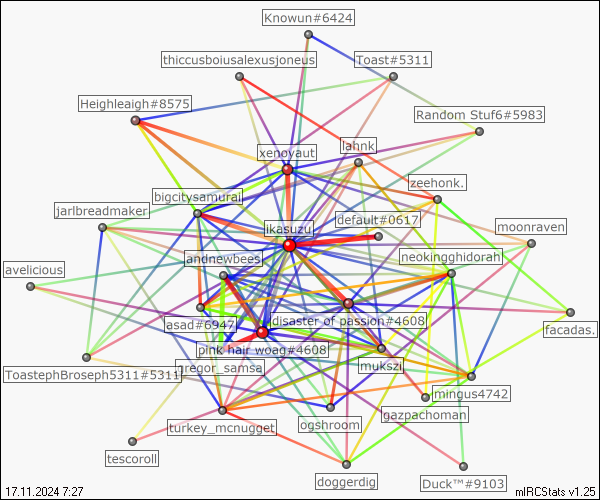 Knowun#6424
thiccusboiusalexusjoneus
Toast#5311
Heighleaigh#8575
Random Stuf6#5983
lahnk
xenoyaut
zeehonk.
bigcitysamurai
jarlbreadmaker
default#0617
ikasuzu
moonraven
andnewbees
neokingghidorah
avelicious
facadas.
asad#6947
disaster of passion#4608
pink hair woag#4608
gregor_samsa
mukszi
ToastephBroseph5311#5311
mingus4742
gazpachoman
turkey_mcnugget
ogshroom
tescoroll
doggerdig
Duck™#9103
17.11.2024 7:27
mIRCStats v1.25